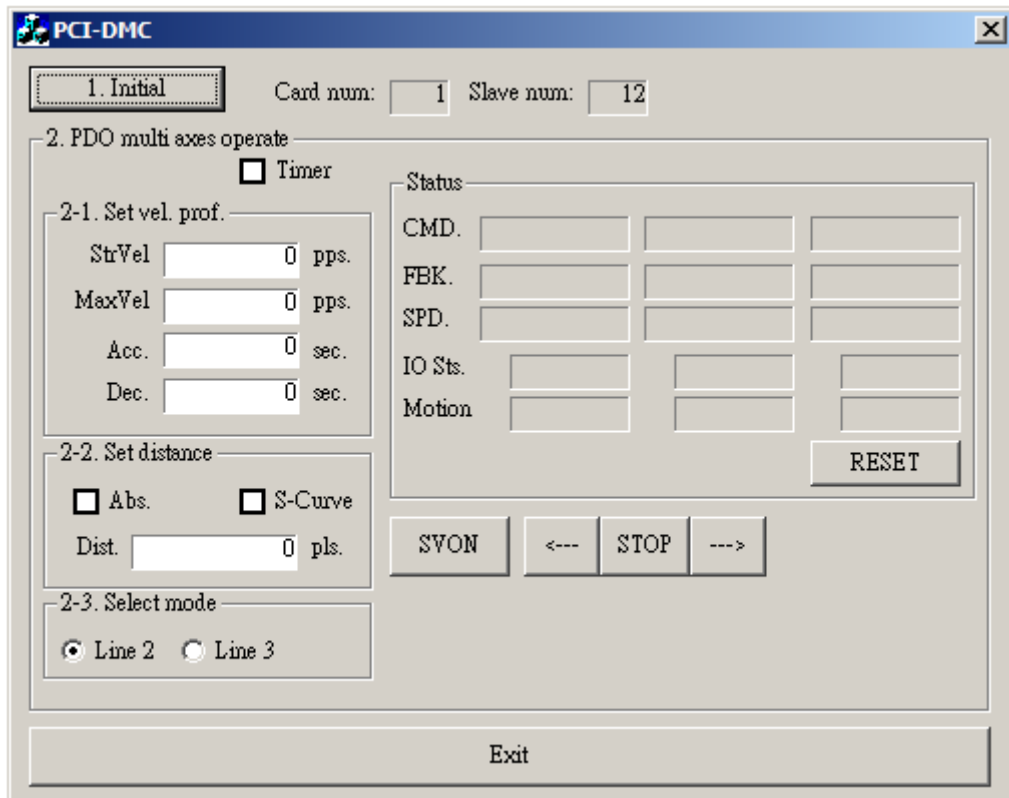 PCI-DMC
1. Initial Card num: 1 Slave num: 12
2. PDO multi axes operate
Timer
2-1. Set vel. prof.
StrVel 0 pps.
MaxVel 0 pps.
Acc. 0 sec.
Dec. 0 sec.
2-2. Set distance
Abs. S-Curve
Dist. 0 pls.
2-3. Select mode
Line 2 Line 3
Status
CMD.
FBK.
SPD.
IO Sts.
Motion
RESET
SVON <--- STOP --->
Exit